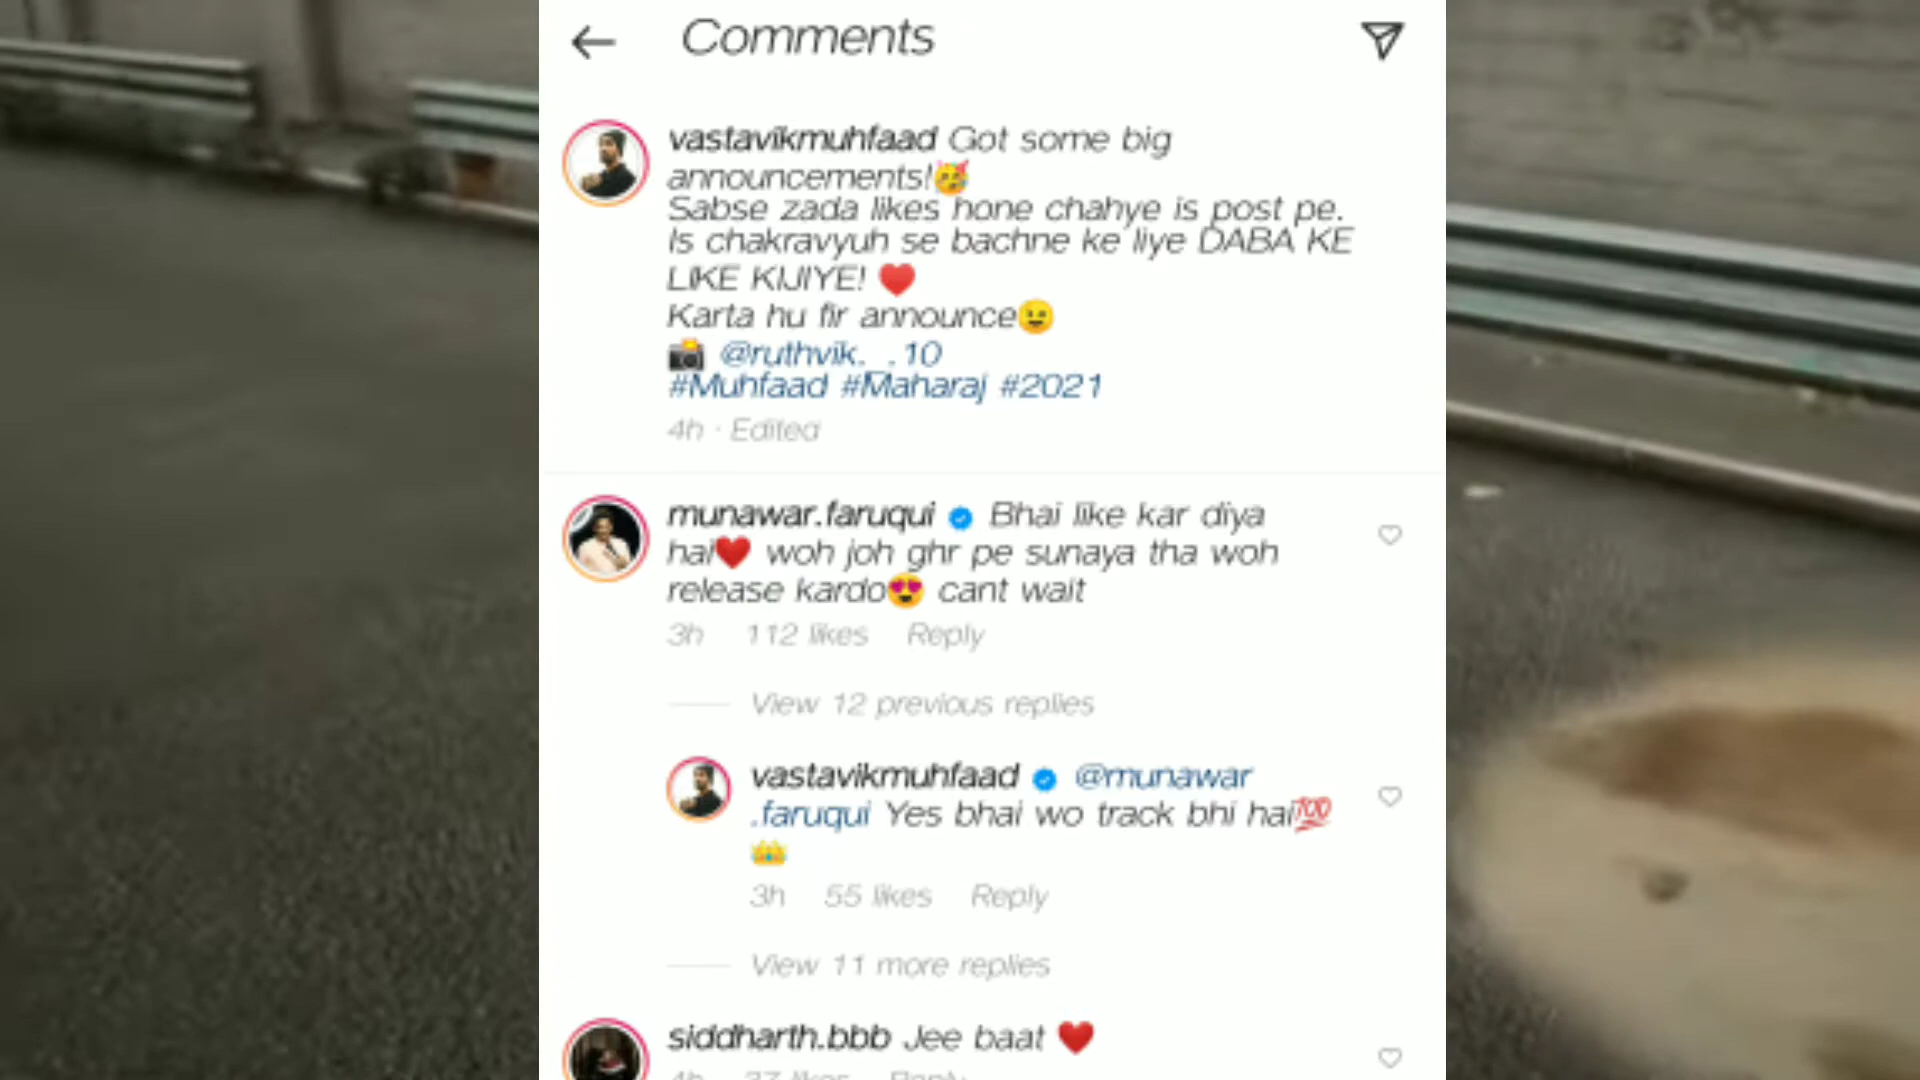 Comments
vastavikmuhfaad Got some big
announcements!🥳
Sabse zada likes hone chahye is post pe.
Is chakravyuh se bachne ke liye DABA KE
LIKE KIJIYE! ♥️
Karta hu fir announce😉
📸 @ruthvik._.10
#Muhfaad #Maharaj #2021
4h · Edited
munawar.faruqui Bhai like kar diya
hai❤️ woh joh ghr pe sunaya tha woh
release kardo😍 cant wait
3h 112 likes Reply
View 12 previous replies
vastavikmuhfaad @munawar
.faruqui Yes bhai wo track bhi hai💯
👑
3h 55 likes Reply
View 11 more replies
siddharth.bbb Jee baat ❤️
4h 37 likes Reply